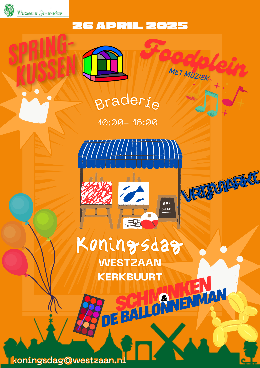 26 APRIL 2025
SPRING-
KUSSEN
Foodplein
MET MUZIEK
Braderie
10:00 - 16:00
VRIJMARKT
Koningsdag
WESTZAAN
KERKBUURT
SCHMINKEN
&
DE BALLONNENMAN
koningsdag@westzaan.nl